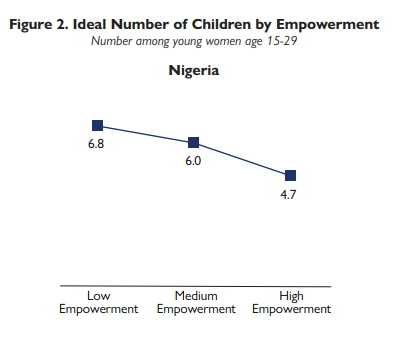 Figure 2. Ideal Number of Children by Empowerment
Number among young women age 15-29
Nigeria
6.8
6.0
4.7
Low Empowerment
Medium Empowerment
High Empowerment